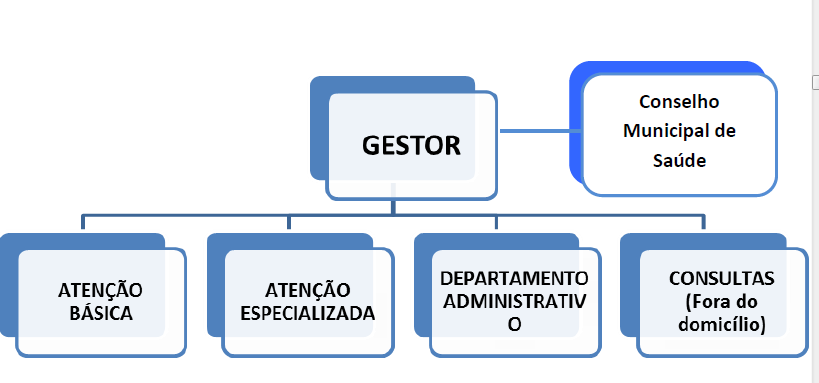 Conselho
Municipal de
Saúde
GESTOR
ATENÇÃO
BÁSICA
ATENÇÃO
ESPECIALIZADA
DEPARTAMENTO
ADMINISTRATIV
O
CONSULTAS
(Fora do
domicílio)